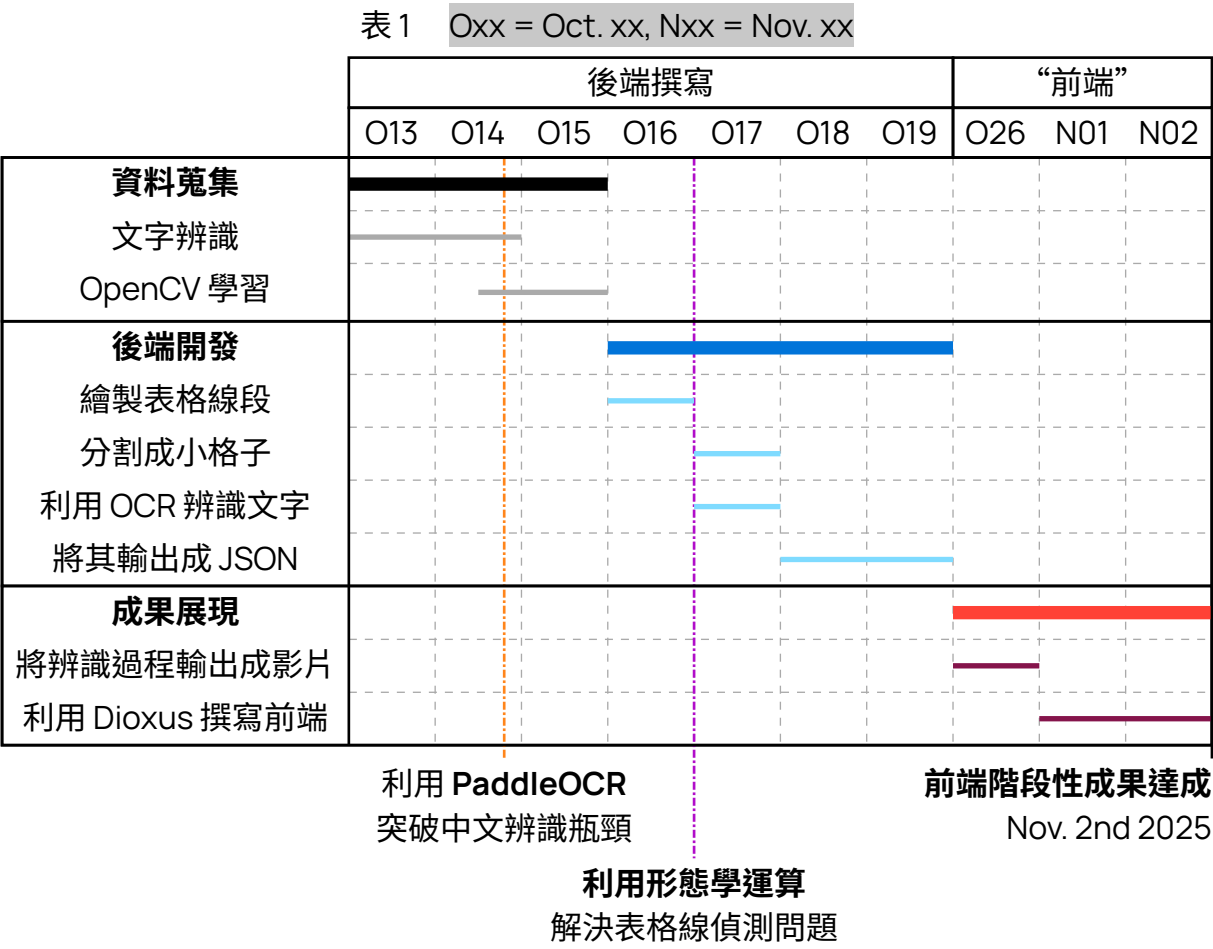 表 1 Oxx = Oct. xx, Nxx = Nov. xx
後端撰寫 “前端”
O13 O14 O15 O16 O17 O18 O19 O26 N01 N02
資料蒐集
文字辨識
OpenCV 學習
後端開發
繪製表格線段
分割成小格子
利用 OCR 辨識文字
將其輸出成 JSON
成果展現
將辨識過程輸出成影片
利用 Dioxus 撰寫前端
利用 PaddleOCR
突破中文辨識瓶頸
前端階段性成果達成
Nov. 2nd 2025
利用形態學運算
解決表格線偵測問題